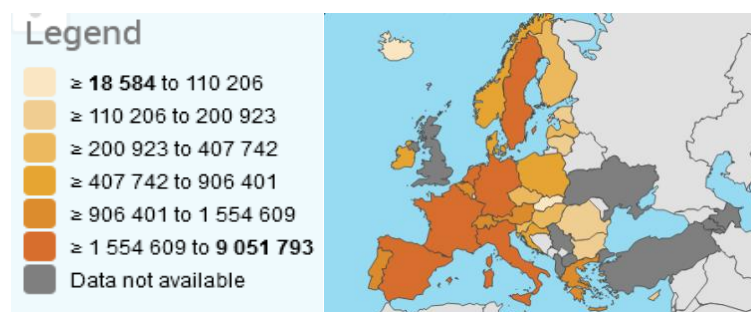 Legend
≥ 18 584 to 110 206
≥ 110 206 to 200 923
≥ 200 923 to 407 742
≥ 407 742 to 906 401
≥ 906 401 to 1 554 609
≥ 1 554 609 to 9 051 793
Data not available